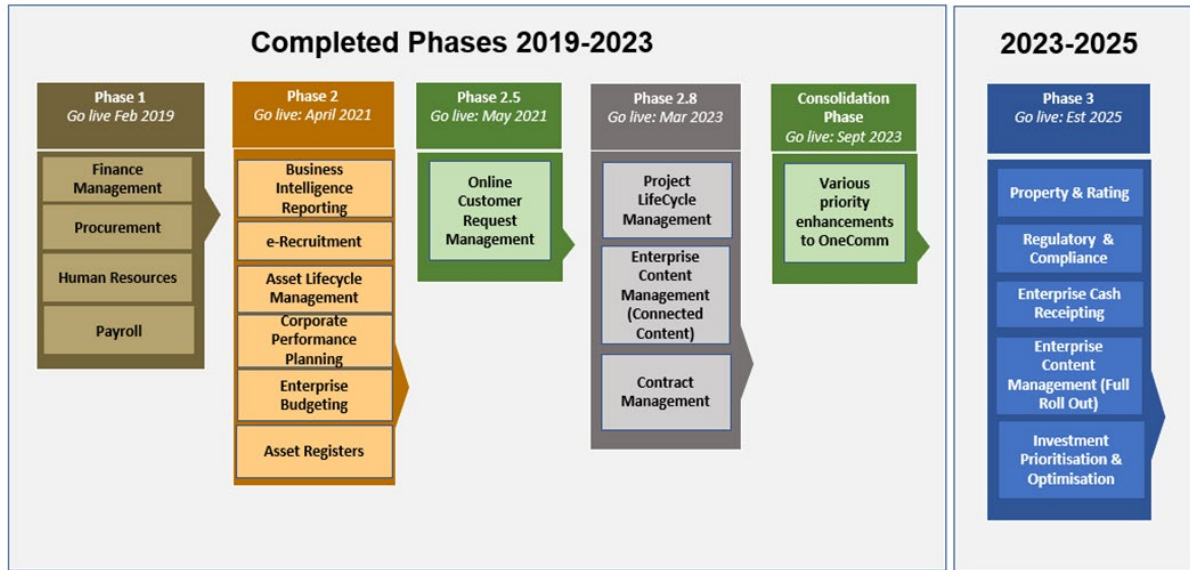 Completed Phases 2019-2023
Phase 1
Go live Feb 2019
Finance
Management
Procurement
Human Resources
Payroll
Phase 2
Go live: April 2021
Business
Intelligence
Reporting
e-Recruitment
Asset Lifecycle
Management
Corporate
Performance
Planning
Enterprise
Budgeting
Asset Registers
Phase 2.5
Go live: May 2021
Online
Customer
Request
Management
Phase 2.8
Go live: Mar 2023
Project
LifeCycle
Management
Enterprise
Content
Management
(Connected
Content)
Contract
Management
Consolidation
Phase
Go live: Sept 2023
Various
priority
enhancements
to OneComm
2023-2025
Phase 3
Go live: Est 2025
Property & Rating
Regulatory &
Compliance
Enterprise Cash
Receipting
Enterprise
Content
Management (Full
Roll Out)
Investment
Prioritisation &
Optimisation